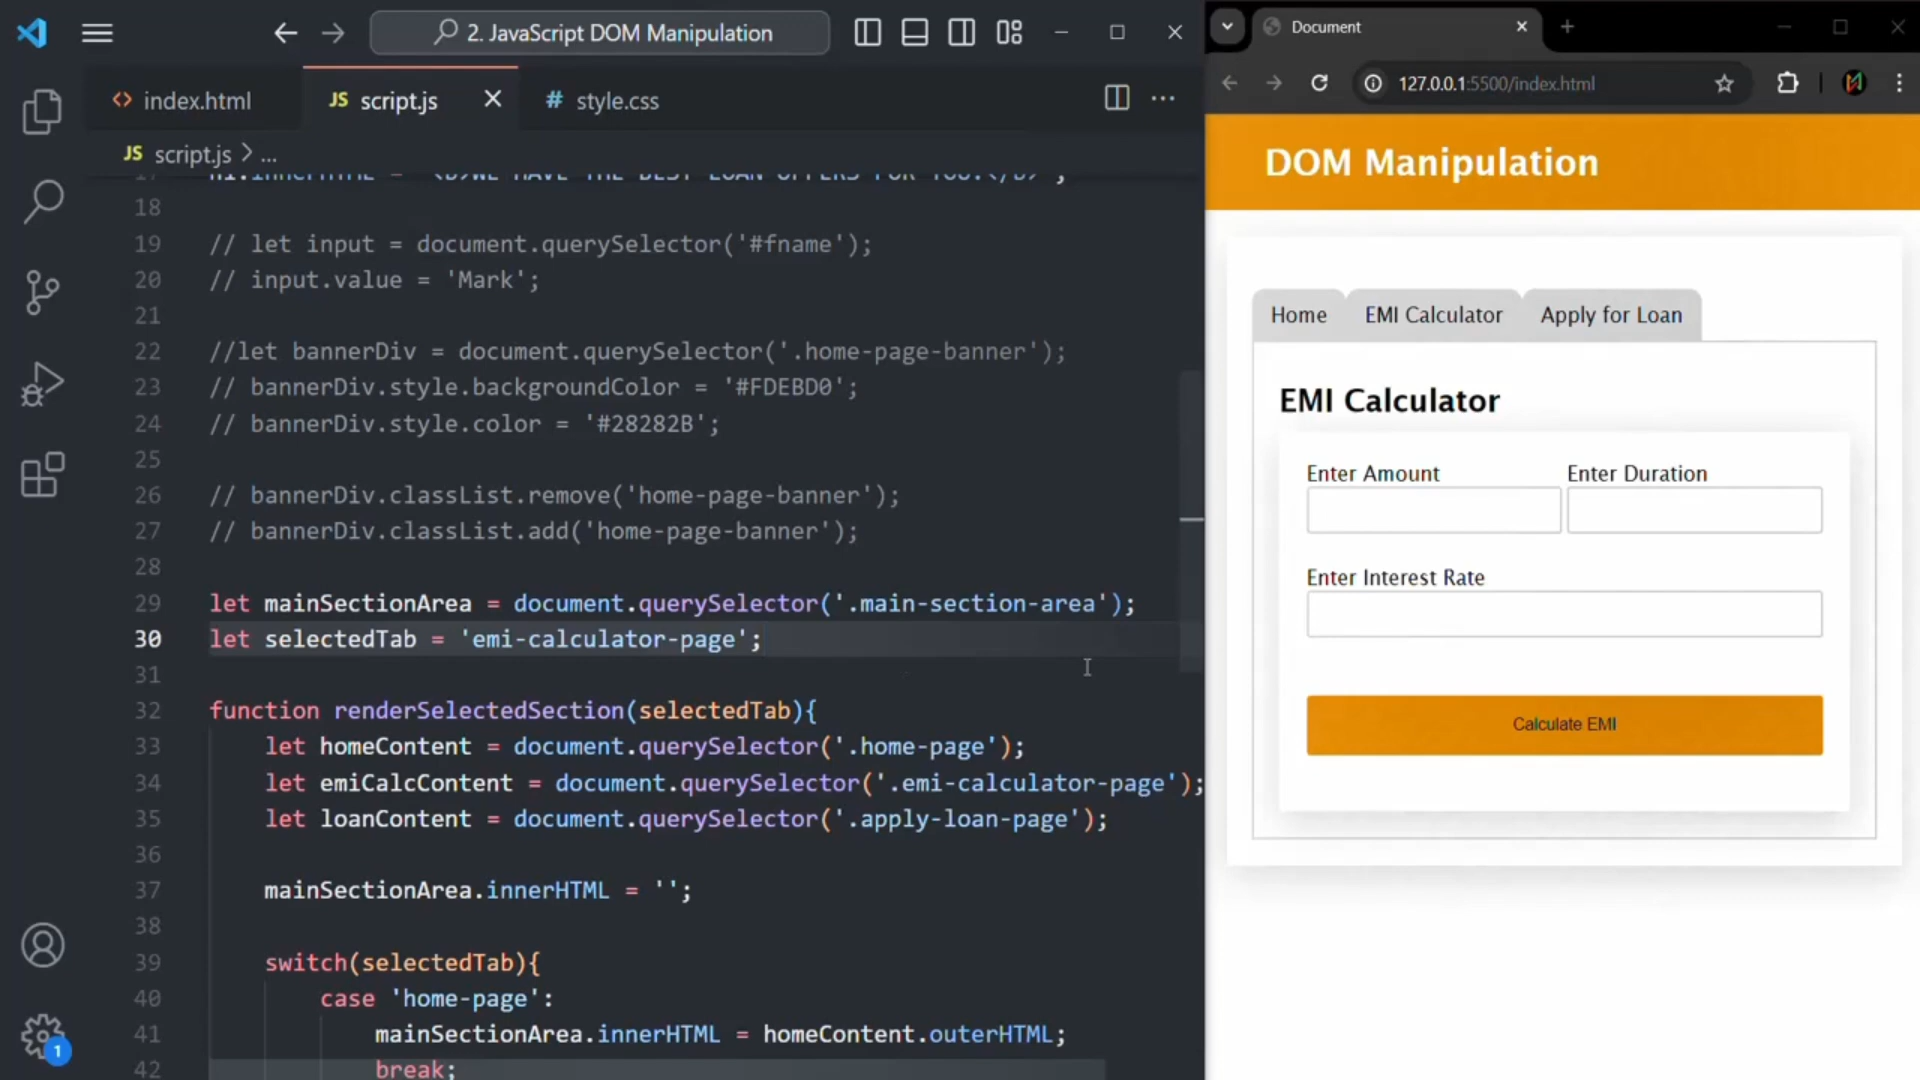 2. JavaScript DOM Manipulation
index.html
JS script.js
# style.css
JS script.js > ...
18
19 // let input = document.querySelector('#fname');
20 // input.value = 'Mark';
21
22 //let bannerDiv = document.querySelector('.home-page-banner');
23 // bannerDiv.style.backgroundColor = '#FDEBD0';
24 // bannerDiv.style.color = '#28282B';
25
26 // bannerDiv.classList.remove('home-page-banner');
27 // bannerDiv.classList.add('home-page-banner');
28
29 let mainSectionArea = document.querySelector('.main-section-area');
30 let selectedTab = 'emi-calculator-page';
31
32 function renderSelectedSection(selectedTab){
33 let homeContent = document.querySelector('.home-page');
34 let emiCalcContent = document.querySelector('.emi-calculator-page');
35 let loanContent = document.querySelector('.apply-loan-page');
36
37 mainSectionArea.innerHTML = '';
38
39 switch(selectedTab){
40 case 'home-page':
41 mainSectionArea.innerHTML = homeContent.outerHTML;
42 break;
1
Document
127.0.0.1:5500/index.html
DOM Manipulation
Home
EMI Calculator
Apply for Loan
EMI Calculator
Enter Amount
Enter Duration
Enter Interest Rate
Calculate EMI